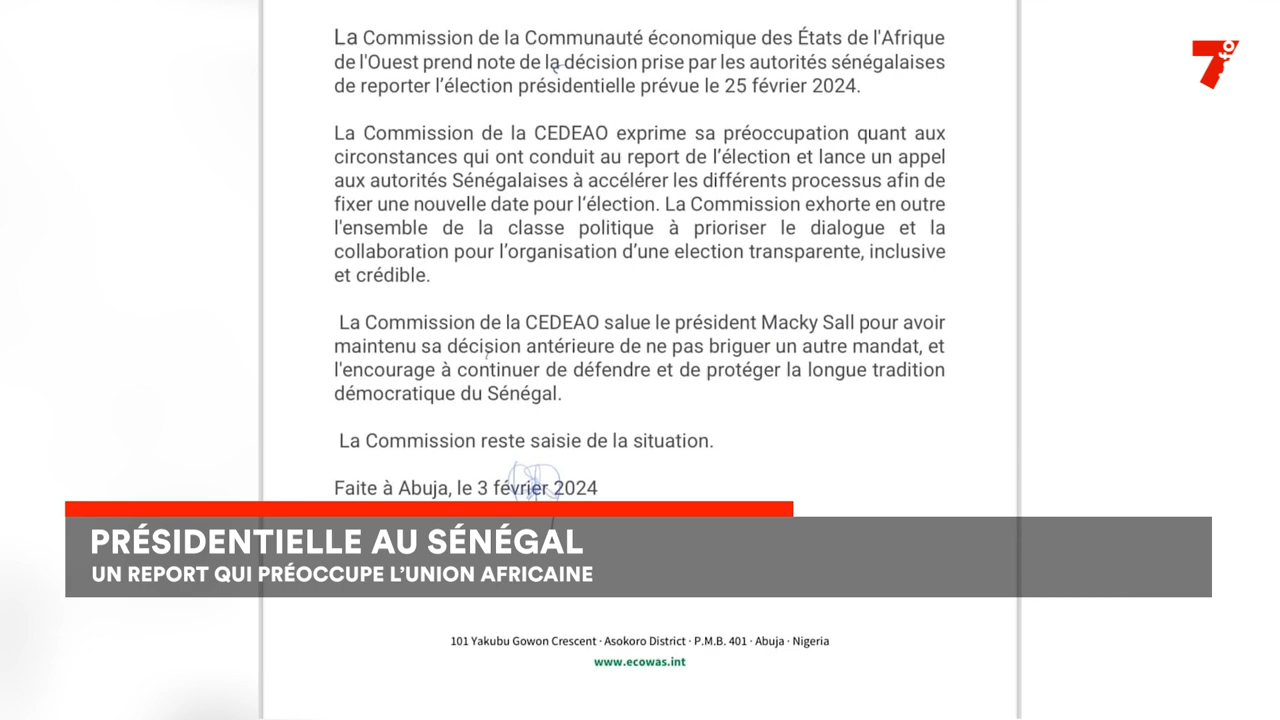 La Commission de la Communauté économique des États de l'Afrique
de l'Ouest prend note de la décision prise par les autorités sénégalaises
de reporter l’élection présidentielle prévue le 25 février 2024.
La Commission de la CEDEAO exprime sa préoccupation quant aux
circonstances qui ont conduit au report de l’élection et lance un appel
aux autorités Sénégalaises à accélérer les différents processus afin de
fixer une nouvelle date pour l’élection. La Commission exhorte en outre
l'ensemble de la classe politique à prioriser le dialogue et la
collaboration pour l’organisation d’une election transparente, inclusive
et crédible.
La Commission de la CEDEAO salue le président Macky Sall pour avoir
maintenu sa décision antérieure de ne pas briguer un autre mandat, et
l'encourage à continuer de défendre et de protéger la longue tradition
démocratique du Sénégal.
La Commission reste saisie de la situation.
Faite à Abuja, le 3 février 2024
PRÉSIDENTIELLE AU SÉNÉGAL
UN REPORT QUI PRÉOCCUPE L’UNION AFRICAINE
101 Yakubu Gowon Crescent · Asokoro District · P.M.B. 401 · Abuja · Nigeria
www.ecowas.int
7
fo